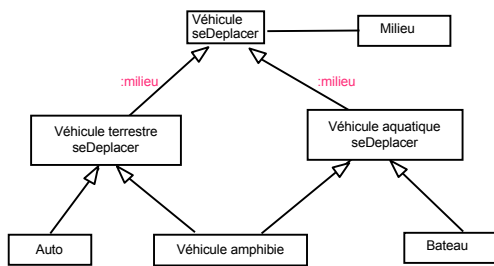 Véhicule
seDeplacer
Milieu
:milieu
:milieu
Véhicule terrestre
seDeplacer
Véhicule aquatique
seDeplacer
Auto
Véhicule amphibie
Bateau